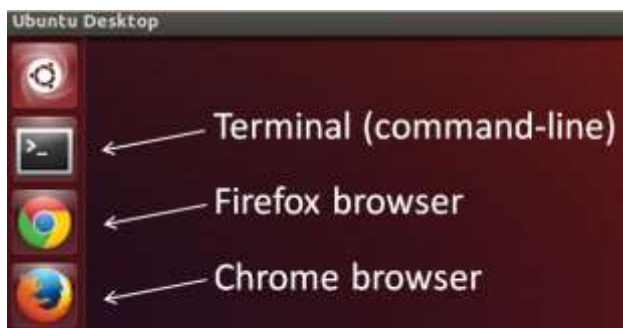 Ubuntu Desktop
>_
Terminal (command-line)
Firefox browser
Chrome browser